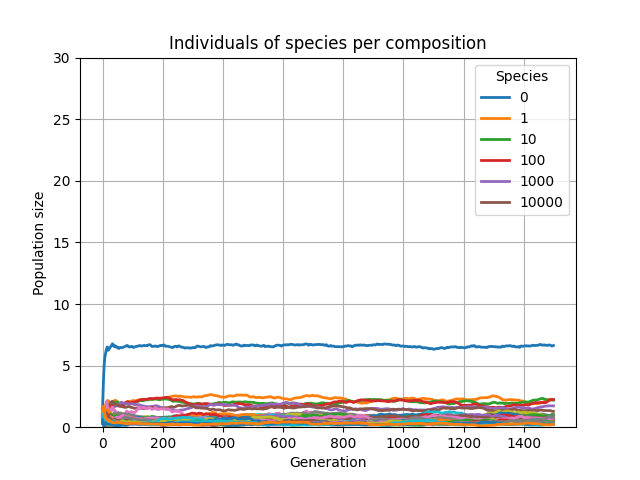 Individuals of species per composition
Species
0
1
10
100
1000
10000
30
25
20
15
10
5
0
Population size
0 200 400 600 800 1000 1200 1400
Generation